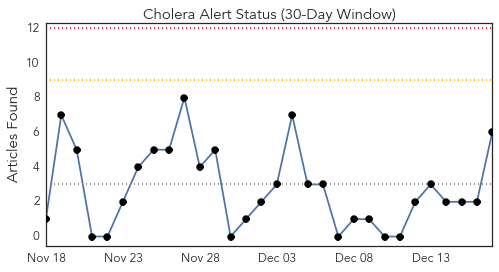 Cholera Alert Status (30-Day Window)
Articles Found
12
10
8
6
4
2
0
Nov 18 Nov 23 Nov 28 Dec 03 Dec 08 Dec 13